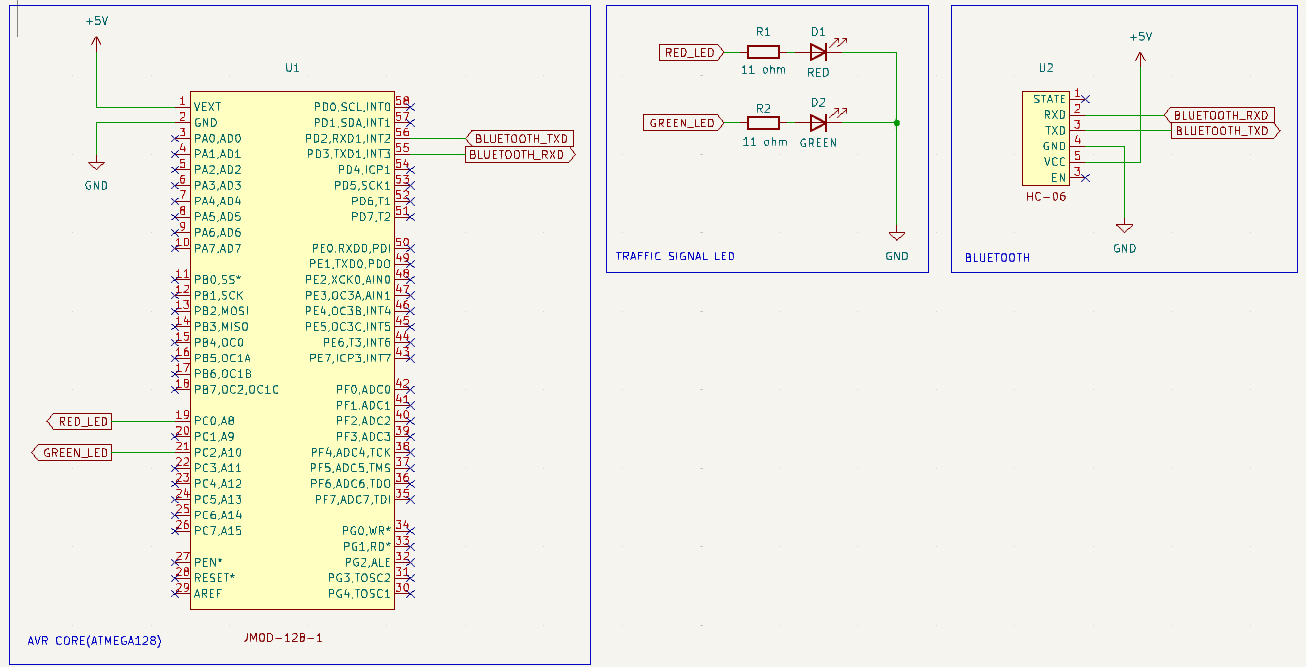 +5V
U1
1 VEXT PD0,SCL,INT0 58
2 GND PD1,SDA,INT1 57
3 PA0,AD0 PD2,RXD1,INT2 56 BLUETOOTH_TXD
4 PA1,AD1 PD3,TXD1,INT3 55 BLUETOOTH_RXD
5 PA2,AD2 PD4,ICP1 54
6 PA3,AD3 PD5,SCK1 53
7 PA4,AD4 PD6,T1 52
8 PA5,AD5 PD7,T2 51
9 PA6,AD6
10 PA7,AD7 PE0,RXD0,PDI 50
PE1,TXD0,PDO 49
11 PB0,SS* PE2,XCK0,AIN0 48
12 PB1,SCK PE3,OC3A,AIN1 47
13 PB2,MOSI PE4,OC3B,INT4 46
14 PB3,MISO PE5,OC3C,INT5 45
15 PB4,OC0 PE6,T3,INT6 44
16 PB5,OC1A PE7,ICP3,INT7 43
17 PB6,OC1B
18 PB7,OC2,OC1C PF0,ADC0 42
PF1,ADC1 41
RED_LED 19 PC0,A8 PF2,ADC2 40
20 PC1,A9 PF3,ADC3 39
GREEN_LED 21 PC2,A10 PF4,ADC4,TCK 38
22 PC3,A11 PF5,ADC5,TMS 37
23 PC4,A12 PF6,ADC6,TDO 36
24 PC5,A13 PF7,ADC7,TDI 35
25 PC6,A14
26 PC7,A15 PG0,WR* 34
PG1,RD* 33
27 PEN* PG2,ALE 32
28 RESET* PG3,TOSC2 31
29 AREF PG4,TOSC1 30
GND
JMOD-128-1
AVR CORE(ATMEGA128)
R1 D1
RED_LED
11 ohm RED
R2 D2
GREEN_LED
11 ohm GREEN
GND
TRAFFIC SIGNAL LED
+5V
U2
STATE 1
RXD 2 BLUETOOTH_RXD
TXD 3 BLUETOOTH_TXD
GND 4
VCC 5
EN 3
HC-06
GND
BLUETOOTH